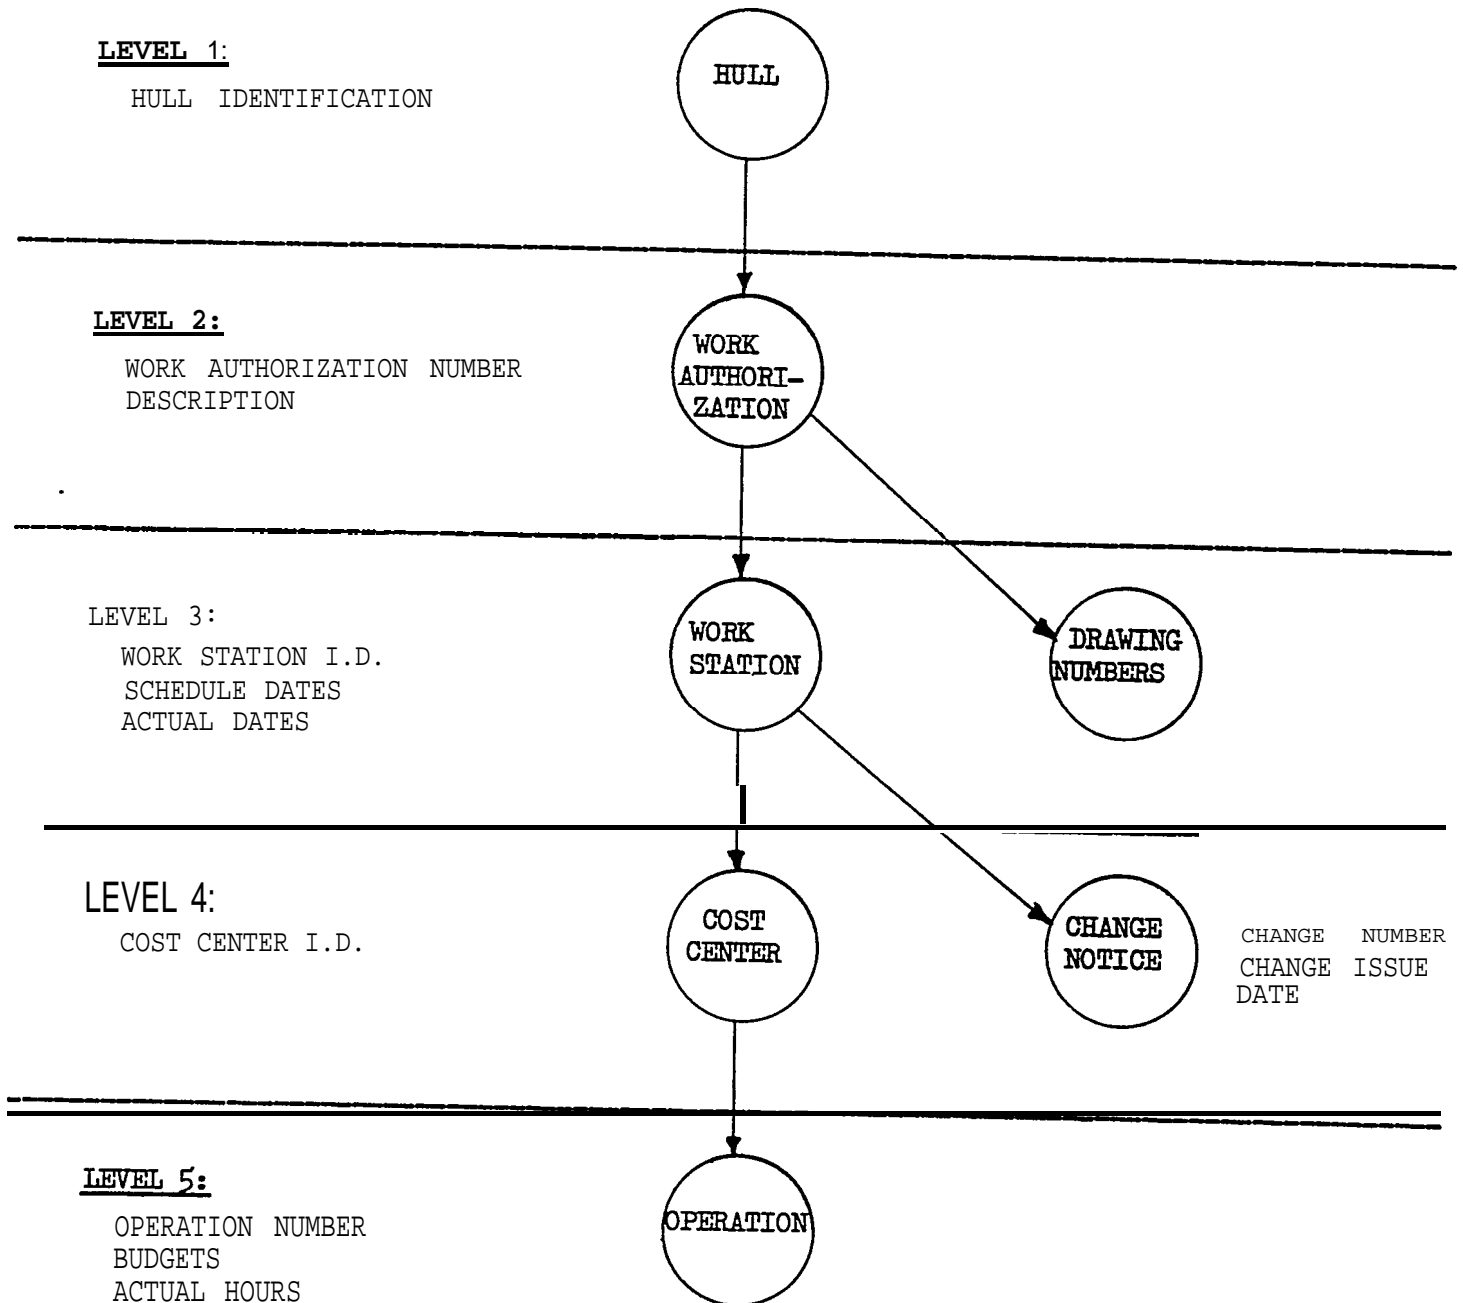 LEVEL 1:
HULL IDENTIFICATION
HULL
LEVEL 2:
WORK AUTHORIZATION NUMBER
DESCRIPTION
WORK
AUTHORI-
ZATION
LEVEL 3:
WORK STATION I.D.
SCHEDULE DATES
ACTUAL DATES
WORK
STATION
DRAWING
NUMBERS
LEVEL 4:
COST CENTER I.D.
COST
CENTER
CHANGE
NOTICE
CHANGE NUMBER
CHANGE ISSUE
DATE
LEVEL 5:
OPERATION NUMBER
BUDGETS
ACTUAL HOURS
OPERATION